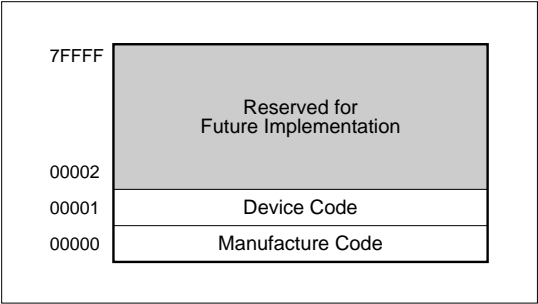 7FFFF
Reserved for
Future Implementation
00002
00001 Device Code
00000 Manufacture Code